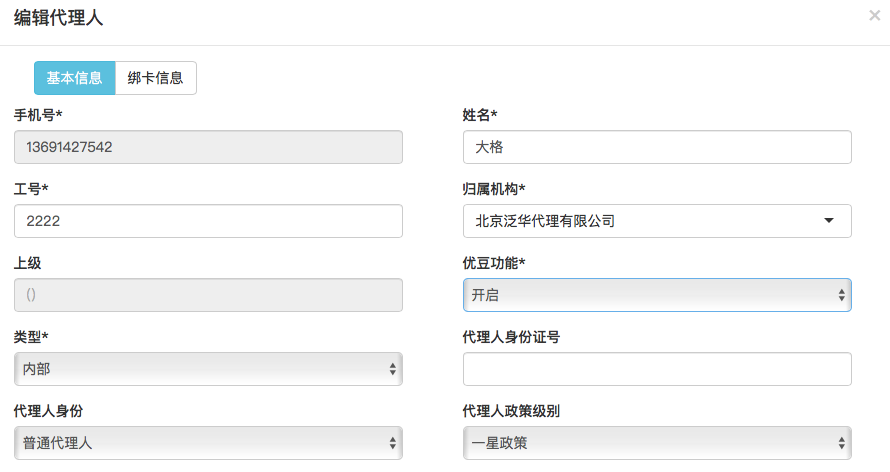 编辑代理人 ×
基本信息 绑卡信息
手机号* 姓名*
13691427542 大格
工号* 归属机构*
2222 北京泛华代理有限公司
上级 优豆功能*
() 开启
类型* 代理人身份证号
内部
代理人身份 代理人政策级别
普通代理人 一星政策